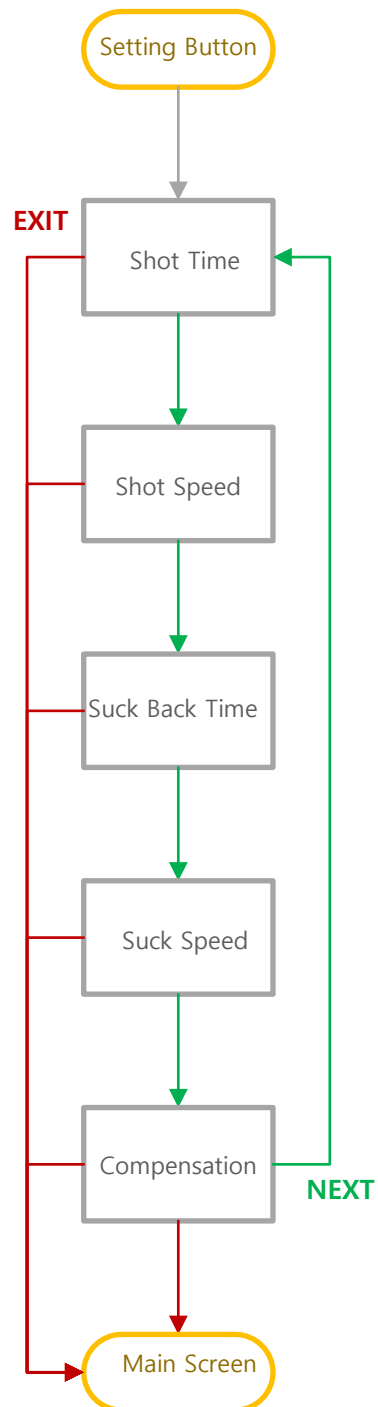 Setting Button
EXIT
Shot Time
Shot Speed
Suck Back Time
Suck Speed
Compensation
NEXT
Main Screen